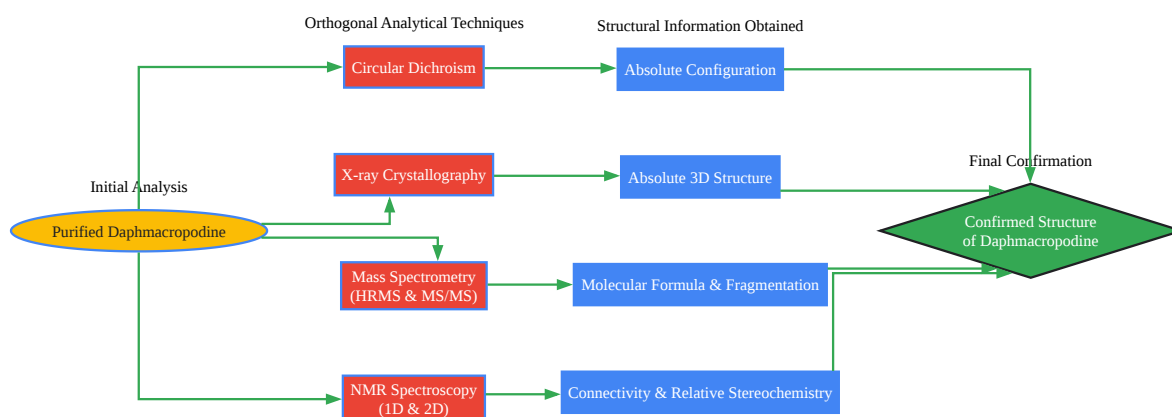 Orthogonal Analytical Techniques
Structural Information Obtained
Circular Dichroism
Absolute Configuration
Final Confirmation
X-ray Crystallography
Absolute 3D Structure
Initial Analysis
Purified Daphmacropodine
Confirmed Structure
of Daphmacropodine
Mass Spectrometry
(HRMS & MS/MS)
Molecular Formula & Fragmentation
NMR Spectroscopy
(1D & 2D)
Connectivity & Relative Stereochemistry